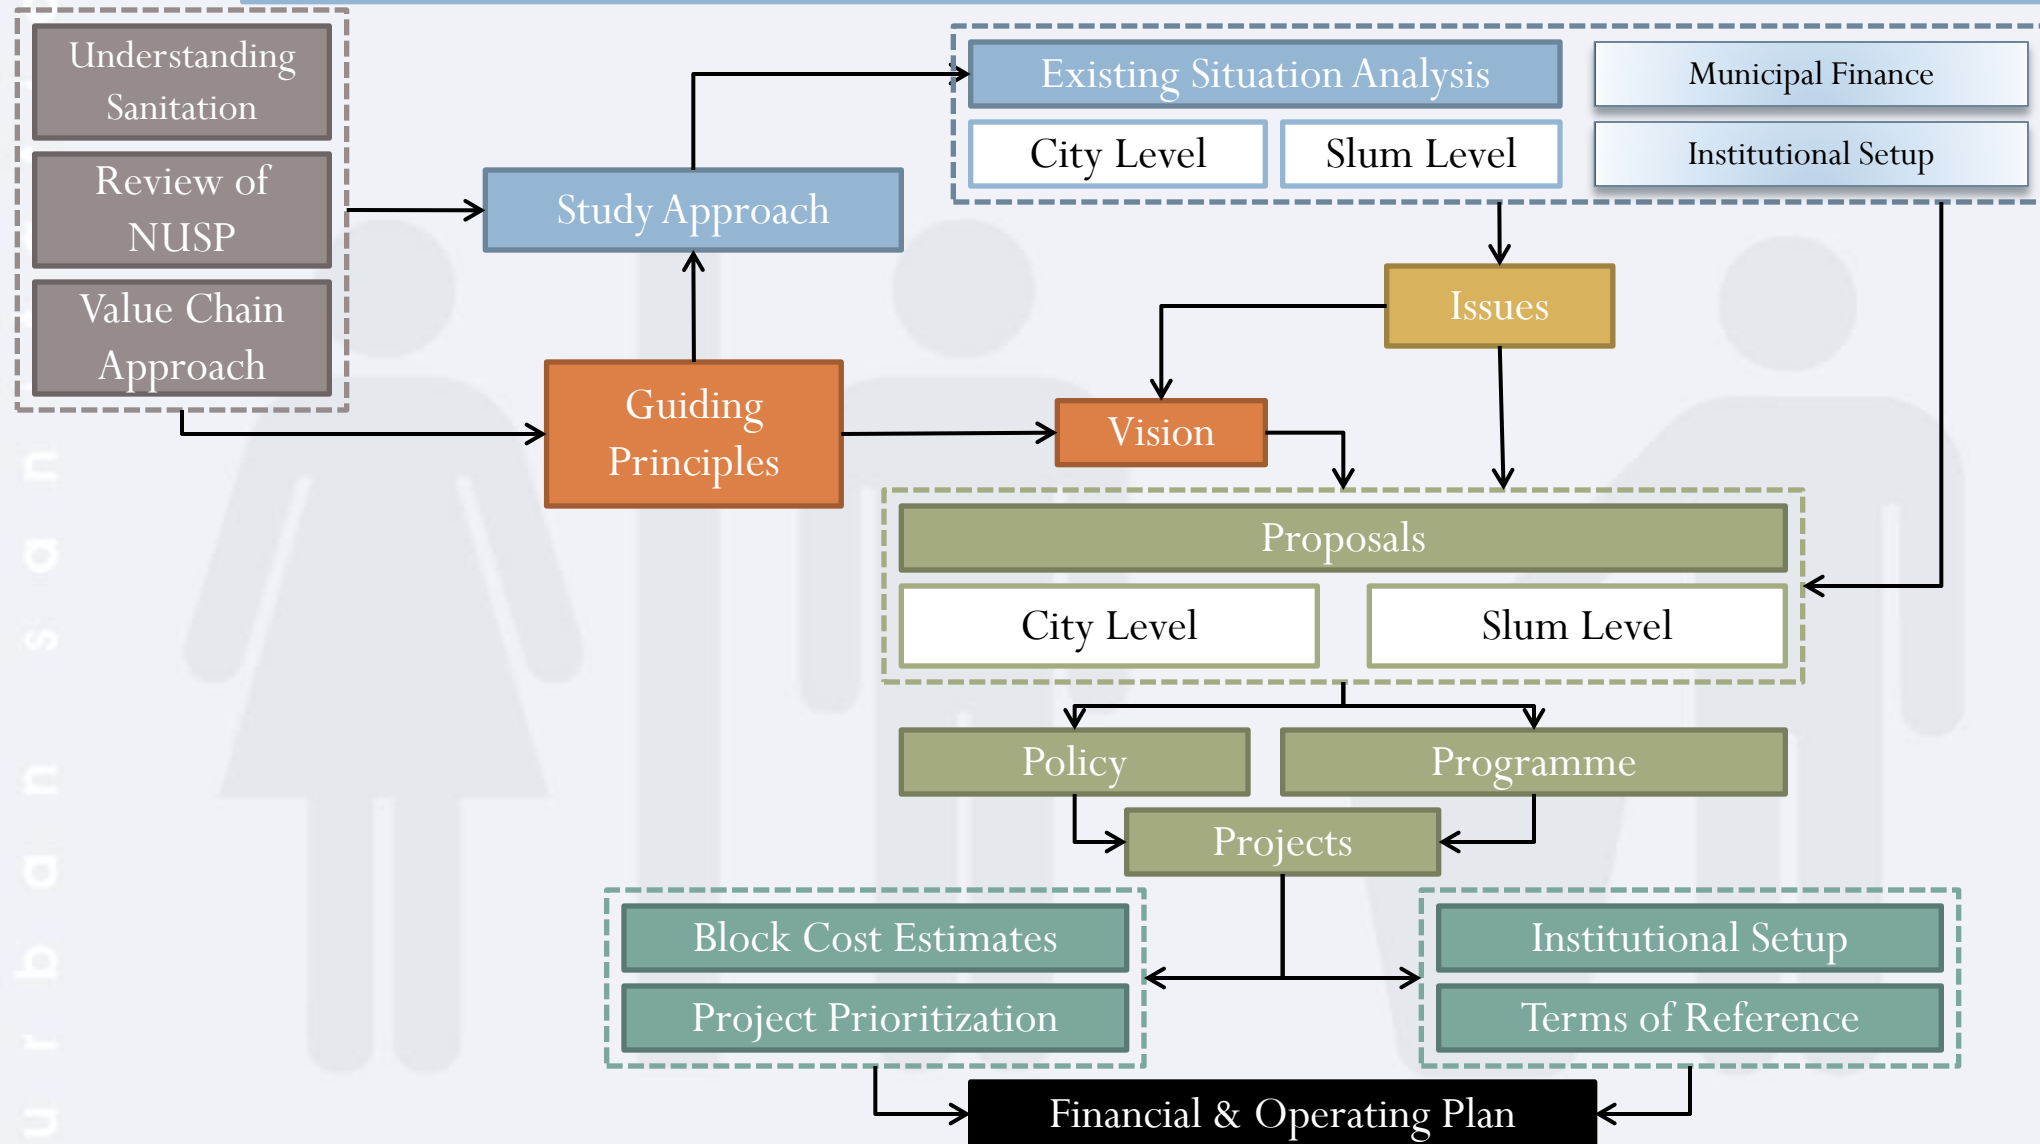 Understanding
Sanitation
Review of
NUSP
Value Chain
Approach
Study Approach
Guiding
Principles
Existing Situation Analysis
City Level
Slum Level
Municipal Finance
Institutional Setup
Issues
Vision
Proposals
City Level
Slum Level
Policy
Programme
Projects
Block Cost Estimates
Project Prioritization
Institutional Setup
Terms of Reference
Financial & Operating Plan
urban san